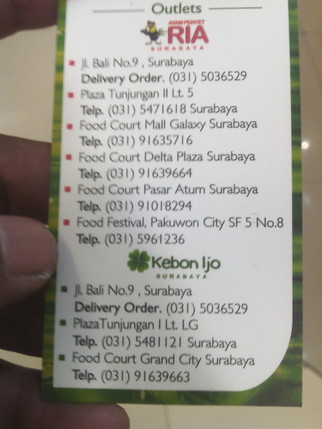 Outlets
AYAM PENYET
RIA
SURABAYA
Jl. Bali No.9 , Surabaya
Delivery Order. (031) 5036529
Plaza Tunjungan II Lt. 5
Telp. (031) 5471618 Surabaya
Food Court Mall Galaxy Surabaya
Telp. (031) 91635716
Food Court Delta Plaza Surabaya
Telp. (031) 91639664
Food Court Pasar Atum Surabaya
Telp. (031) 91018294
Food Festival, Pakuwon City SF 5 No.8
Telp. (031) 5961236
Kebon Ijo
SURABAYA
Jl. Bali No.9 , Surabaya
Delivery Order. (031) 5036529
PlazaTunjungan I Lt. LG
Telp. (031) 5481121 Surabaya
Food Court Grand City Surabaya
Telp. (031) 91639663